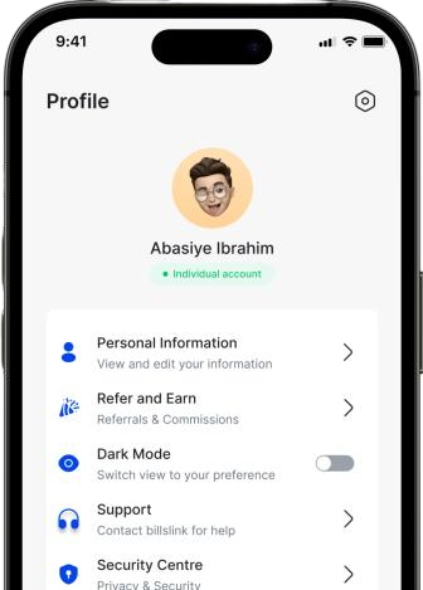 9:41
Profile
Abasiye Ibrahim
Individual account
Personal Information
View and edit your information
Refer and Earn
Referrals & Commissions
Dark Mode
Switch view to your preference
Support
Contact billslink for help
Security Centre
Privacy & Security